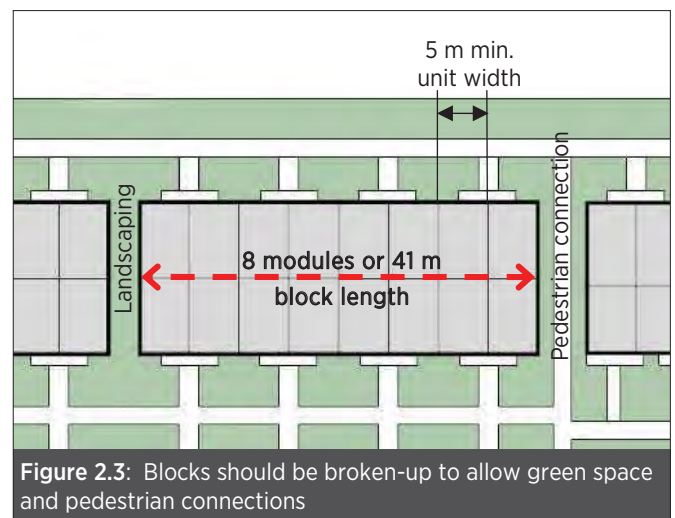 5 m min.
unit width
Landscaping
Pedestrian connection
8 modules or 41 m
block length
Figure 2.3: Blocks should be broken-up to allow green space
and pedestrian connections